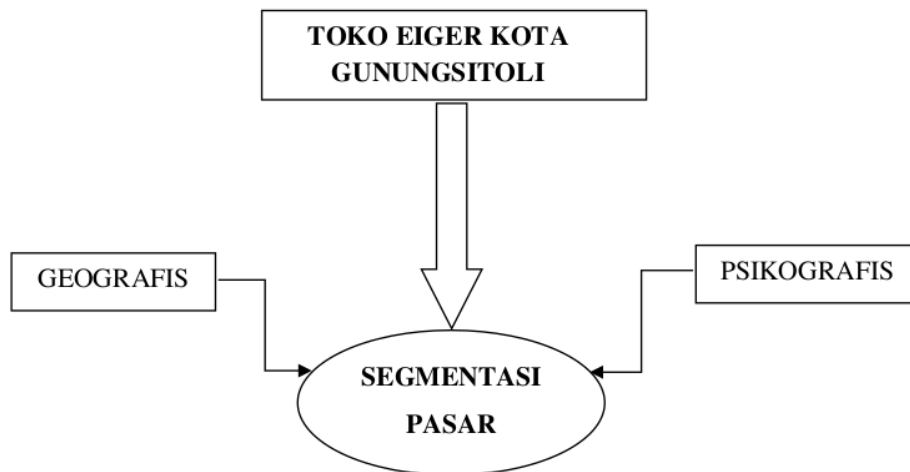 TOKO EIGER KOTA
GUNUNGSITOLI
GEOGRAFIS
PSIKOGRAFIS
SEGMENTASI
PASAR